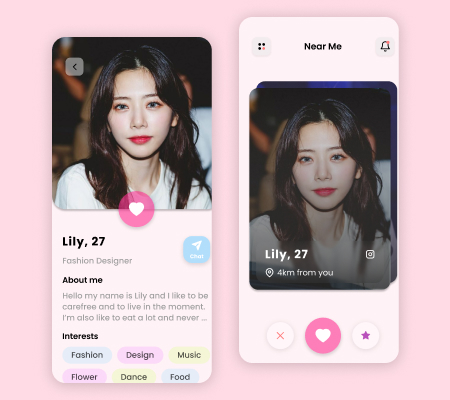 Lily, 27
Fashion Designer
Chat
About me
Hello my name is Lily and I like to be
carefree and to live in the moment.
I'm also like to eat a lot and never ...
Interests
Fashion
Design
Music
Flower
Dance
Food
Near Me
Lily, 27
4km from you